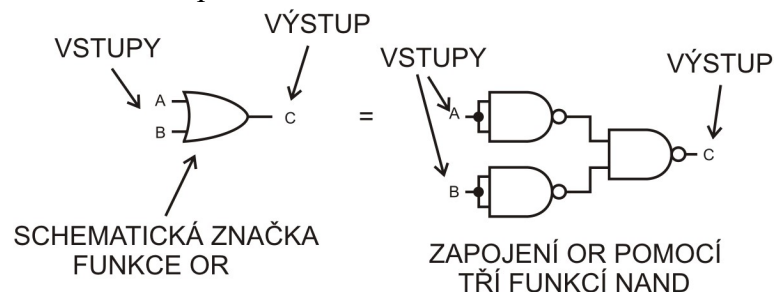 VSTUPY
VÝSTUP
A
B
C
SCHEMATICKÁ ZNAČKA
FUNKCE OR
=
VSTUPY
VÝSTUP
A
B
C
ZAPOJENÍ OR POMOCÍ
TŘÍ FUNKCÍ NAND